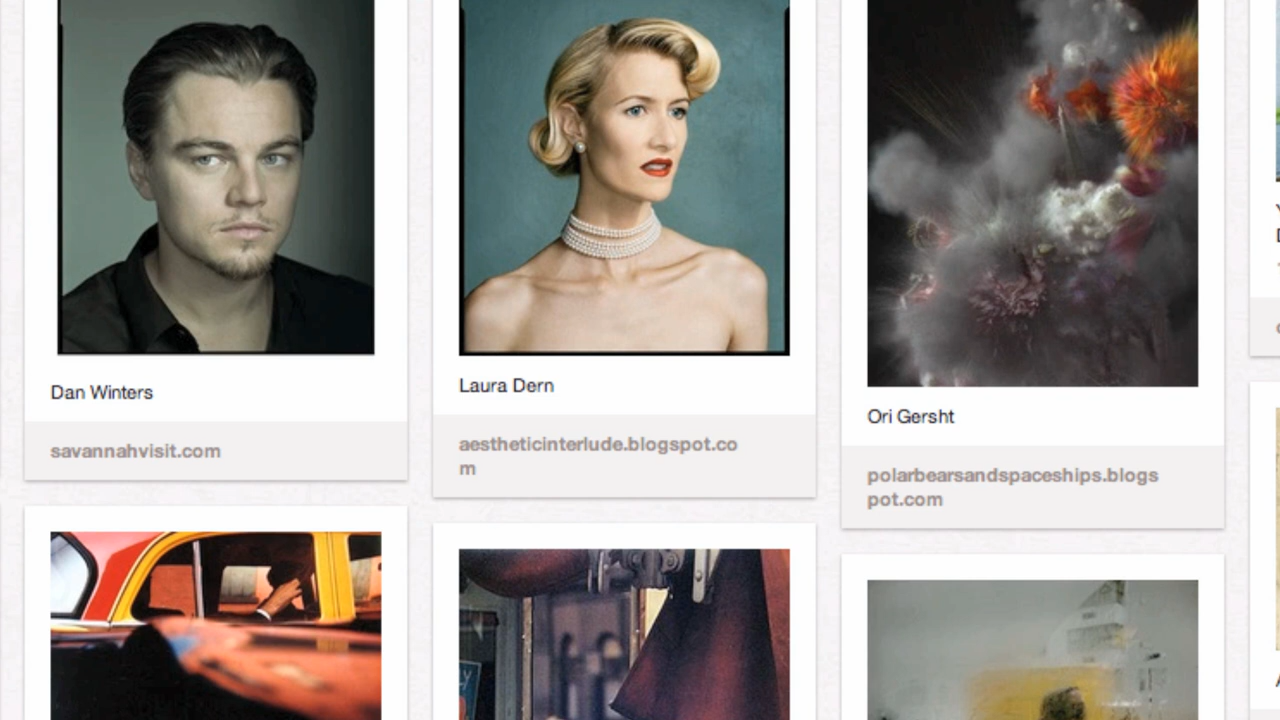 Dan Winters
savannahvisit.com
Laura Dern
aestheticinterlude.blogspot.co
m
Ori Gersht
polarbearsandspaceships.blogs
pot.com